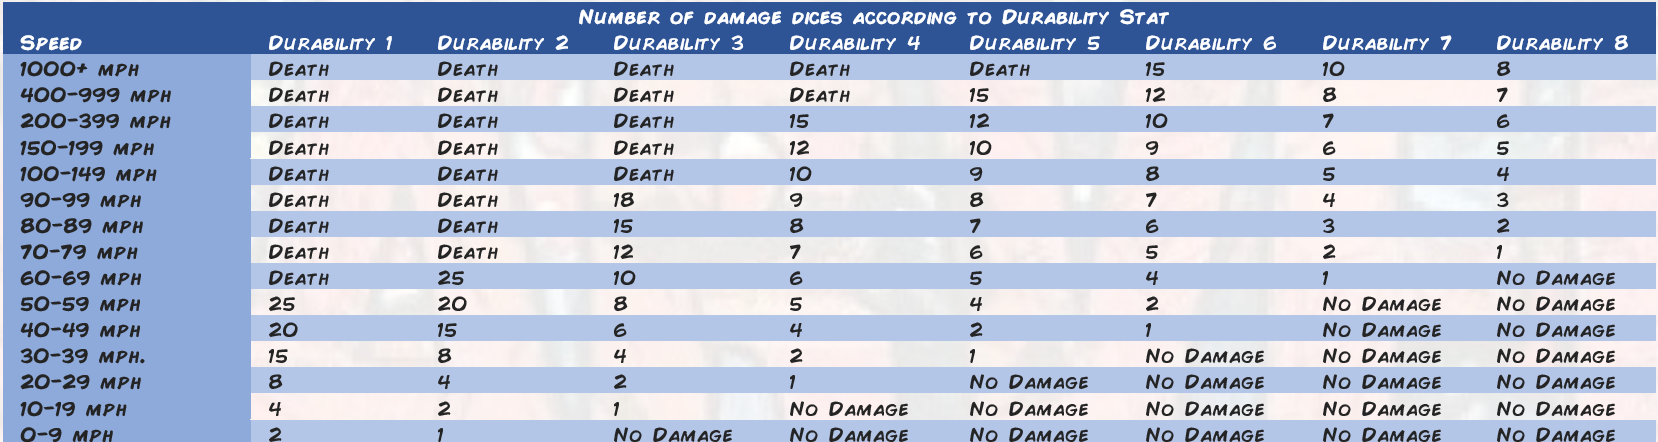 Number of damage dices according to Durability Stat
Speed Durability 1 Durability 2 Durability 3 Durability 4 Durability 5 Durability 6 Durability 7 Durability 8
1000+ mph Death Death Death Death Death 15 10 8
400-999 mph Death Death Death Death 15 12 8 7
200-399 mph Death Death Death 15 12 10 7 6
150-199 mph Death Death Death 12 10 9 6 5
100-149 mph Death Death Death 10 9 8 5 4
90-99 mph Death Death 18 9 8 7 4 3
80-89 mph Death Death 15 8 7 6 3 2
70-79 mph Death Death 12 7 6 5 2 1
60-69 mph Death 25 10 6 5 4 1 No Damage
50-59 mph 25 20 8 5 4 2 No Damage No Damage
40-49 mph 20 15 6 4 2 1 No Damage No Damage
30-39 mph. 15 8 4 2 1 No Damage No Damage No Damage
20-29 mph 8 4 2 1 No Damage No Damage No Damage No Damage
10-19 mph 4 2 1 No Damage No Damage No Damage No Damage No Damage
0-9 mph 2 1 No Damage No Damage No Damage No Damage No Damage No Damage